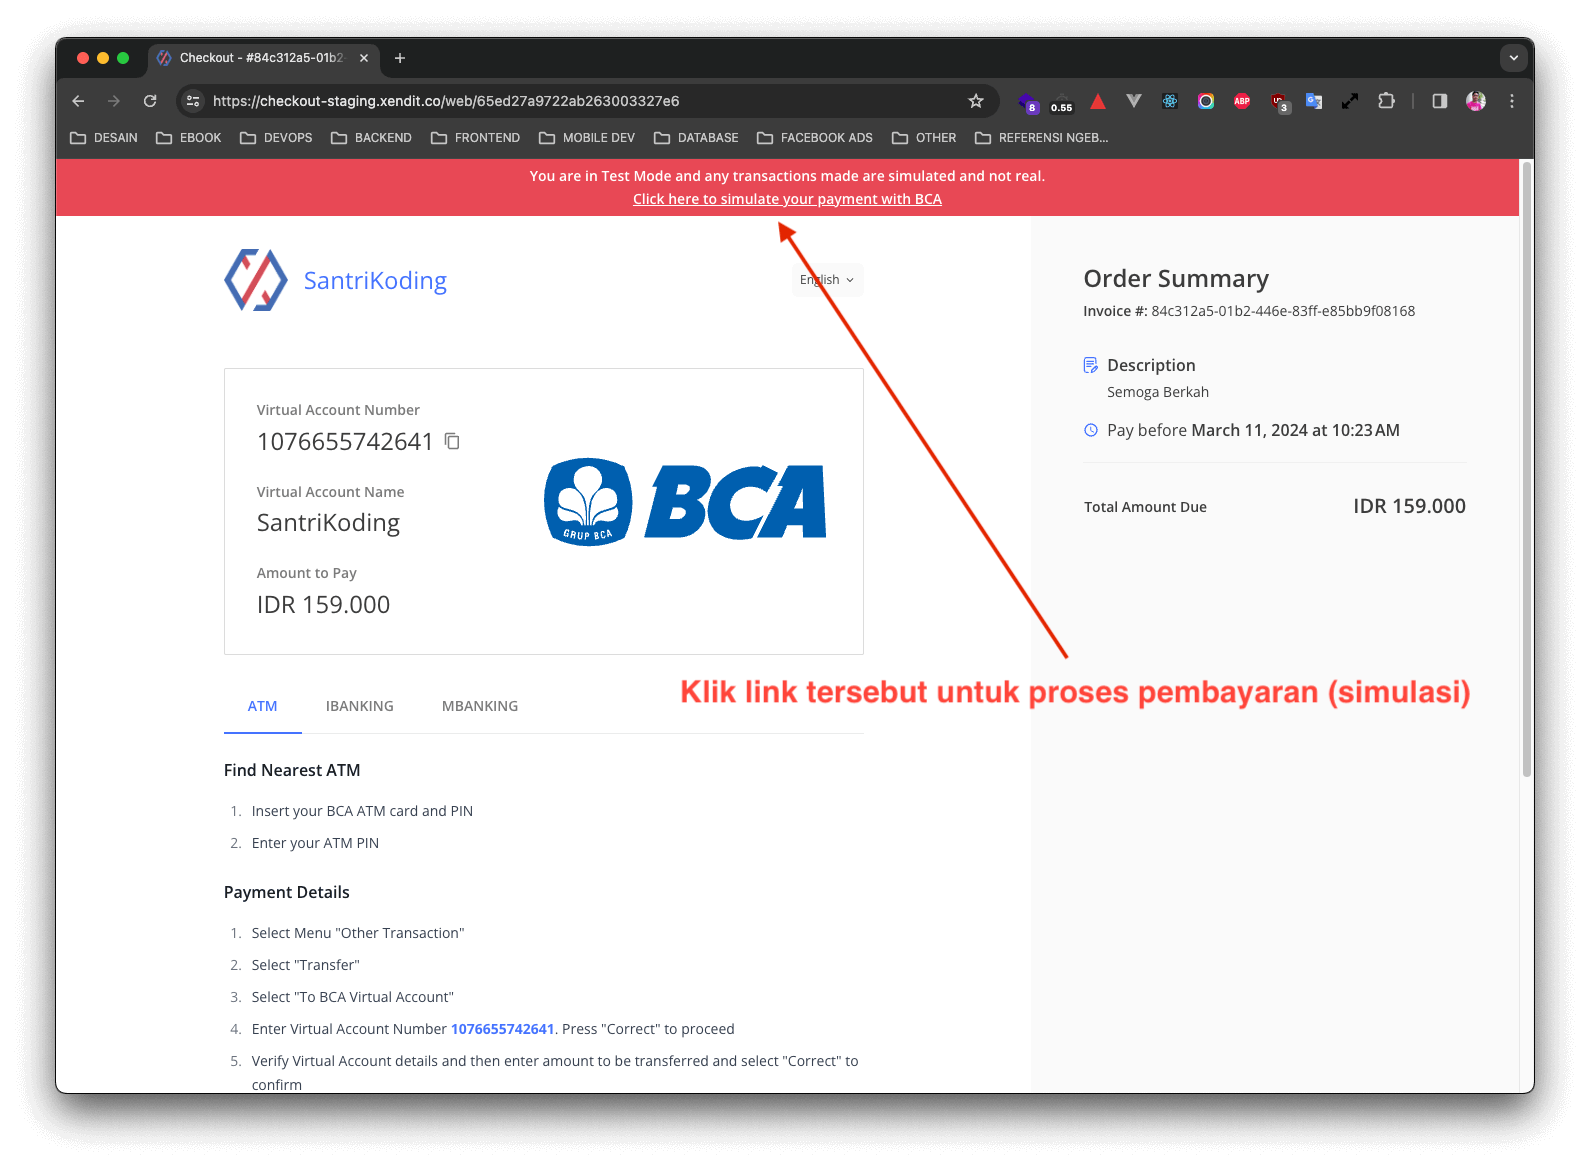 Checkout - #84c312a5-01b2-
https://checkout-staging.xendit.co/web/65ed27a9722ab263003327e6
8
0.55
ABP
3
DESAIN
EBOOK
DEVOPS
BACKEND
FRONTEND
MOBILE DEV
DATABASE
FACEBOOK ADS
OTHER
REFERENSI NGEB...
You are in Test Mode and any transactions made are simulated and not real.
Click here to simulate your payment with BCA
SantriKoding
English
Virtual Account Number
1076655742641
Virtual Account Name
SantriKoding
Amount to Pay
IDR 159.000
GRUP BCA
BCA
Order Summary
Invoice #: 84c312a5-01b2-446e-83ff-e85bb9f08168
Description
Semoga Berkah
Pay before March 11, 2024 at 10:23 AM
Total Amount Due IDR 159.000
Klik link tersebut untuk proses pembayaran (simulasi)
ATM
IBANKING
MBANKING
Find Nearest ATM
1. Insert your BCA ATM card and PIN
2. Enter your ATM PIN
Payment Details
1. Select Menu "Other Transaction"
2. Select "Transfer"
3. Select "To BCA Virtual Account"
4. Enter Virtual Account Number 1076655742641. Press "Correct" to proceed
5. Verify Virtual Account details and then enter amount to be transferred and select "Correct" to
confirm